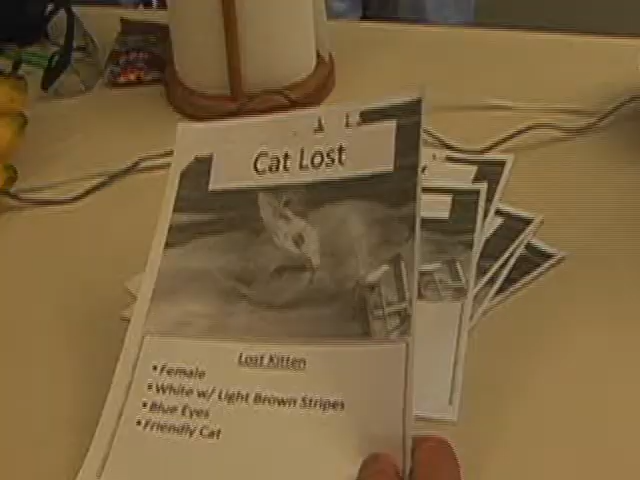 Cat Lost
Lost Kitten
• Female
• White w/ Light Brown Stripes
• Blue Eyes
• Friendly Cat